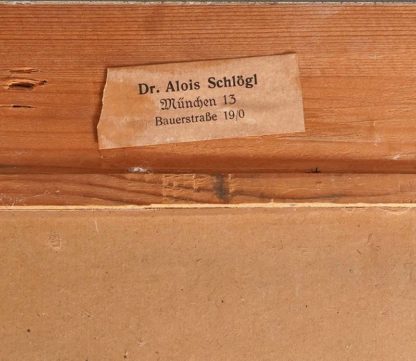 Dr. Alois Schlögl
München 13
Bauerstraße 19/0